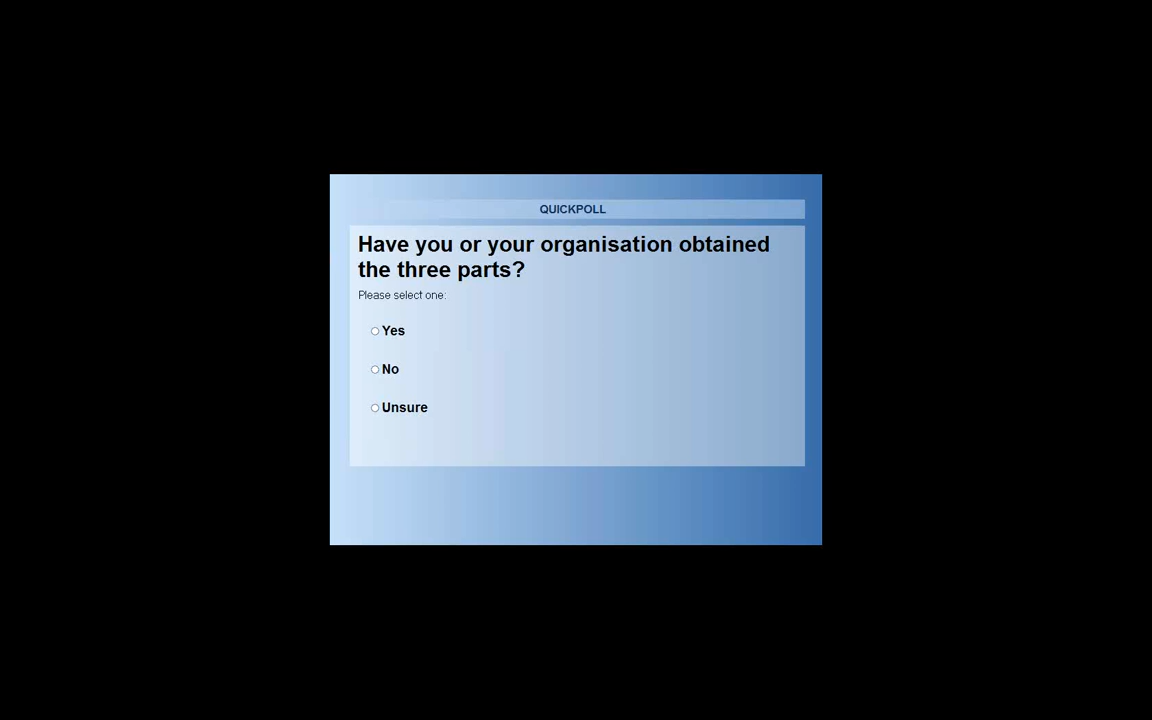 QUICKPOLL
Have you or your organisation obtained
the three parts?
Please select one:
Yes
No
Unsure